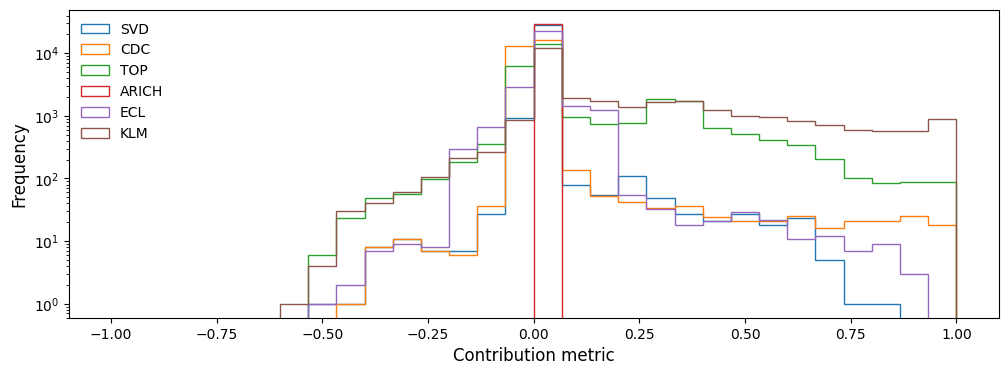 SVD
CDC
TOP
ARICH
ECL
KLM
Frequency
10⁴
10³
10²
10¹
10⁰
−1.00 −0.75 −0.50 −0.25 0.00 0.25 0.50 0.75 1.00
Contribution metric